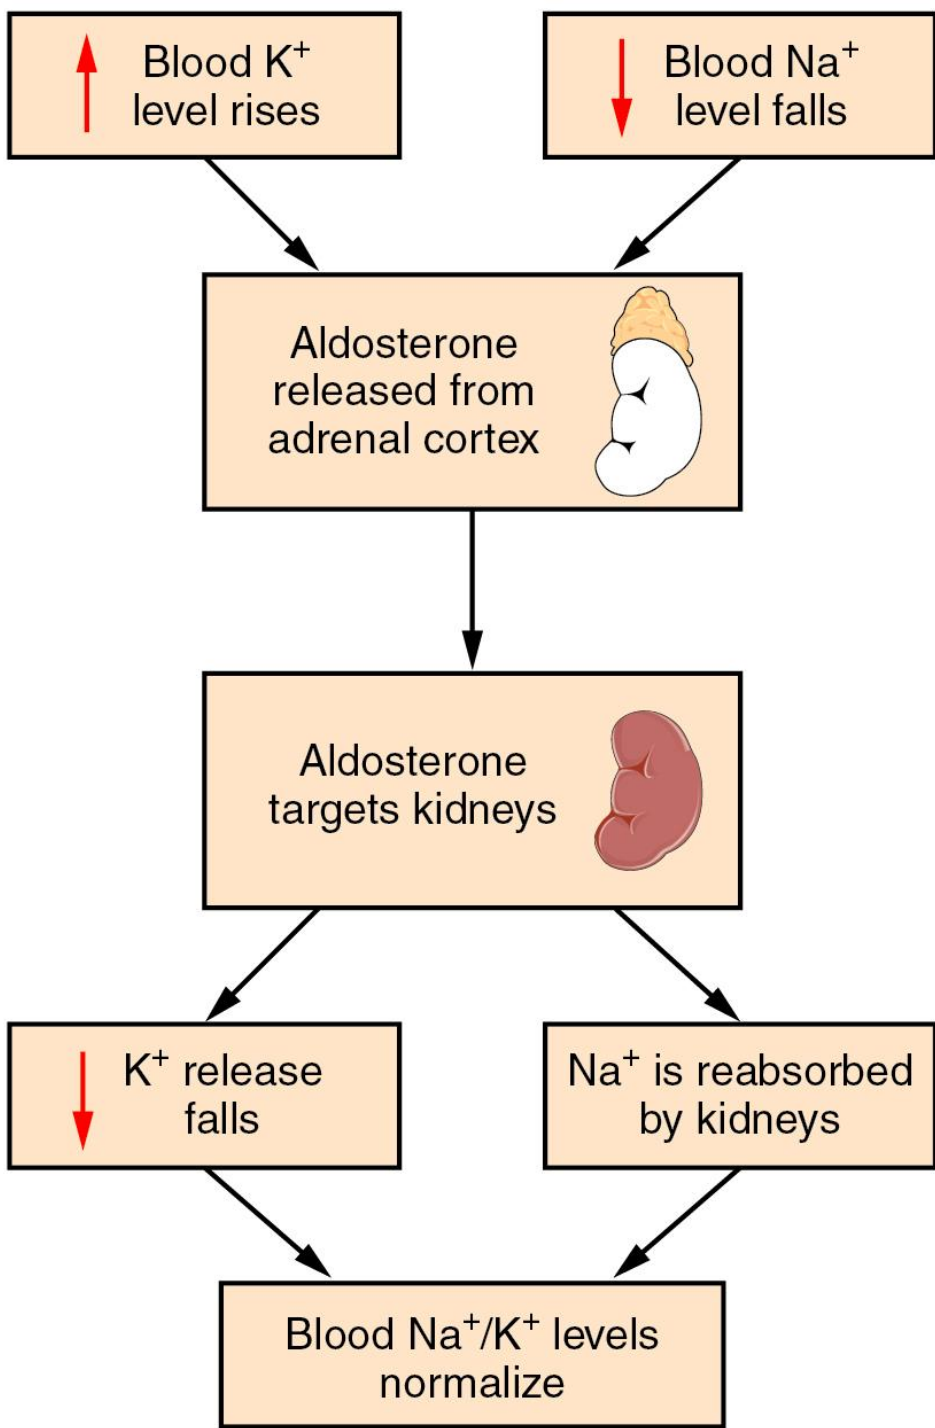 Blood K⁺
level rises
Blood Na⁺
level falls
Aldosterone
released from
adrenal cortex
Aldosterone
targets kidneys
K⁺ release
falls
Na⁺ is reabsorbed
by kidneys
Blood Na⁺/K⁺ levels
normalize